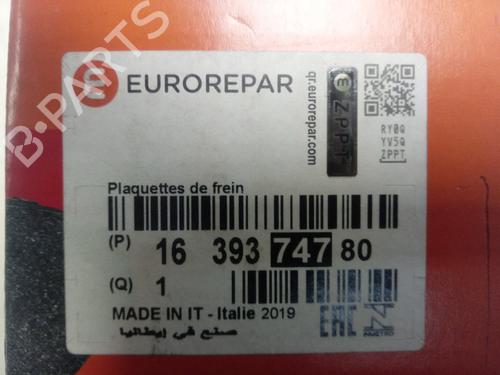 B-PARTS
EUROREPAR
qr.eurorepar.com
ZPPT
RY0Q
YV5Q
ZPPT
Plaquettes de frein
(P) 16 393 747 80
(Q) 1
MADE IN IT - Italie 2019
صنع في إيطاليا
EAC
INMETRO